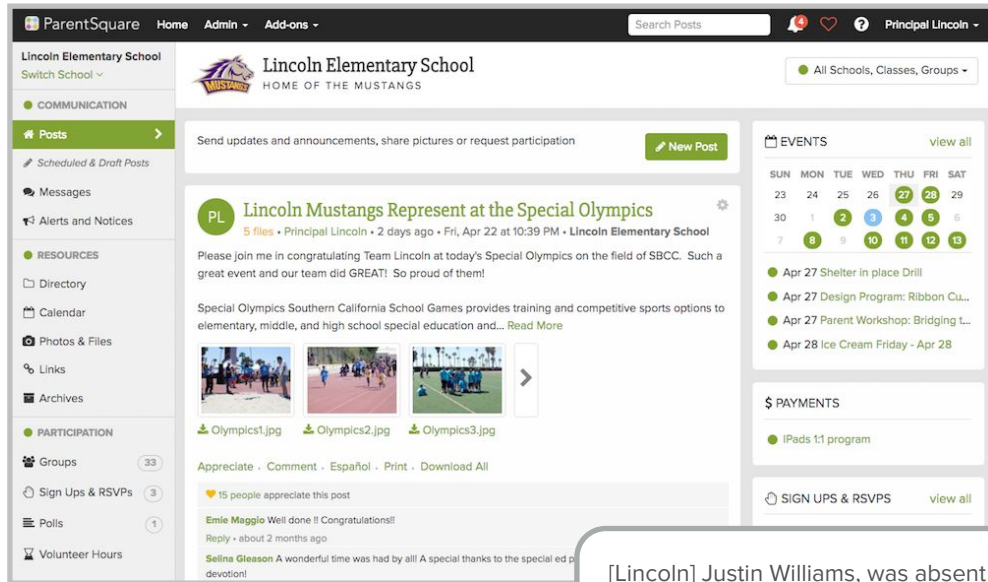 ParentSquare Home Admin Add-ons Search Posts 4 ? Principal Lincoln
Lincoln Elementary School
Switch School
COMMUNICATION
Posts
Scheduled & Draft Posts
Messages
Alerts and Notices
RESOURCES
Directory
Calendar
Photos & Files
Links
Archives
PARTICIPATION
Groups 33
Sign Ups & RSVPs 3
Polls 1
Volunteer Hours
MUSTANGS
Lincoln Elementary School
HOME OF THE MUSTANGS
All Schools, Classes, Groups
Send updates and announcements, share pictures or request participation
New Post
PL
Lincoln Mustangs Represent at the Special Olympics
5 files • Principal Lincoln • 2 days ago • Fri, Apr 22 at 10:39 PM • Lincoln Elementary School
Please join me in congratulating Team Lincoln at today's Special Olympics on the field of SBCC. Such a
great event and our team did GREAT! So proud of them!
Special Olympics Southern California School Games provides training and competitive sports options to
elementary, middle, and high school special education and... Read More
Olympics1.jpg Olympics2.jpg Olympics3.jpg
Appreciate • Comment • Español • Print • Download All
15 people appreciate this post
Emie Maggio Well done !! Congratulations!!
Reply • about 2 months ago
Selina Gleason A wonderful time was had by all! A special thanks to the special ed p
devotion!
EVENTS view all
SUN MON TUE WED THU FRI SAT
23 24 25 26 27 28 29
30 1 2 3 4 5 6
7 8 9 10 11 12 13
Apr 27 Shelter in place Drill
Apr 27 Design Program: Ribbon Cu...
Apr 27 Parent Workshop: Bridging t...
Apr 28 Ice Cream Friday - Apr 28
$ PAYMENTS
IPads 1:1 program
SIGN UPS & RSVPS view all
[Lincoln] Justin Williams, was absent